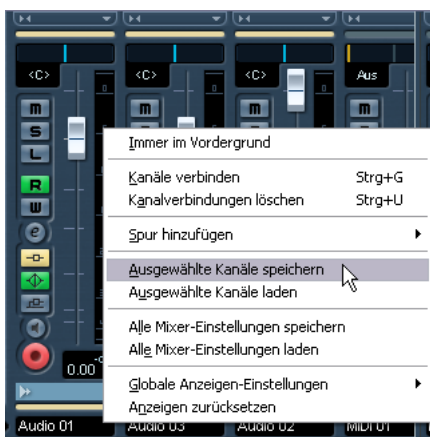 <C> <C> <C> Aus
m m m m
Immer im Vordergrund
S
L
Kanäle verbinden Strg+G
R
Kanalverbindungen löschen Strg+U
W
e
Spur hinzufügen
Ausgewählte Kanäle speichern
Ausgewählte Kanäle laden
Alle Mixer-Einstellungen speichern
Alle Mixer-Einstellungen laden
0.00
Globale Anzeigen-Einstellungen
Anzeigen zurücksetzen
Audio 01 Audio 03 Audio 02 MIDI 01